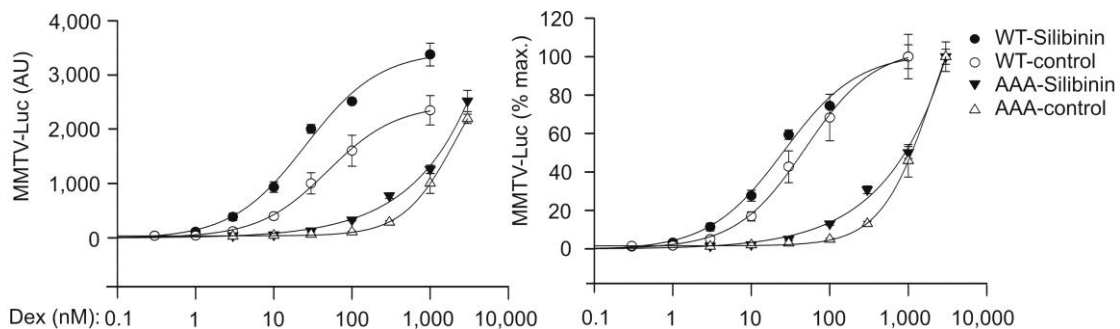 MMTV-Luc (AU)
4,000
3,000
2,000
1,000
0
Dex (nM): 0.1 1 10 100 1,000 10,000
MMTV-Luc (% max.)
120
100
80
60
40
20
0
0.1 1 10 100 1,000 10,000
WT-Silibinin
WT-control
AAA-Silibinin
AAA-control